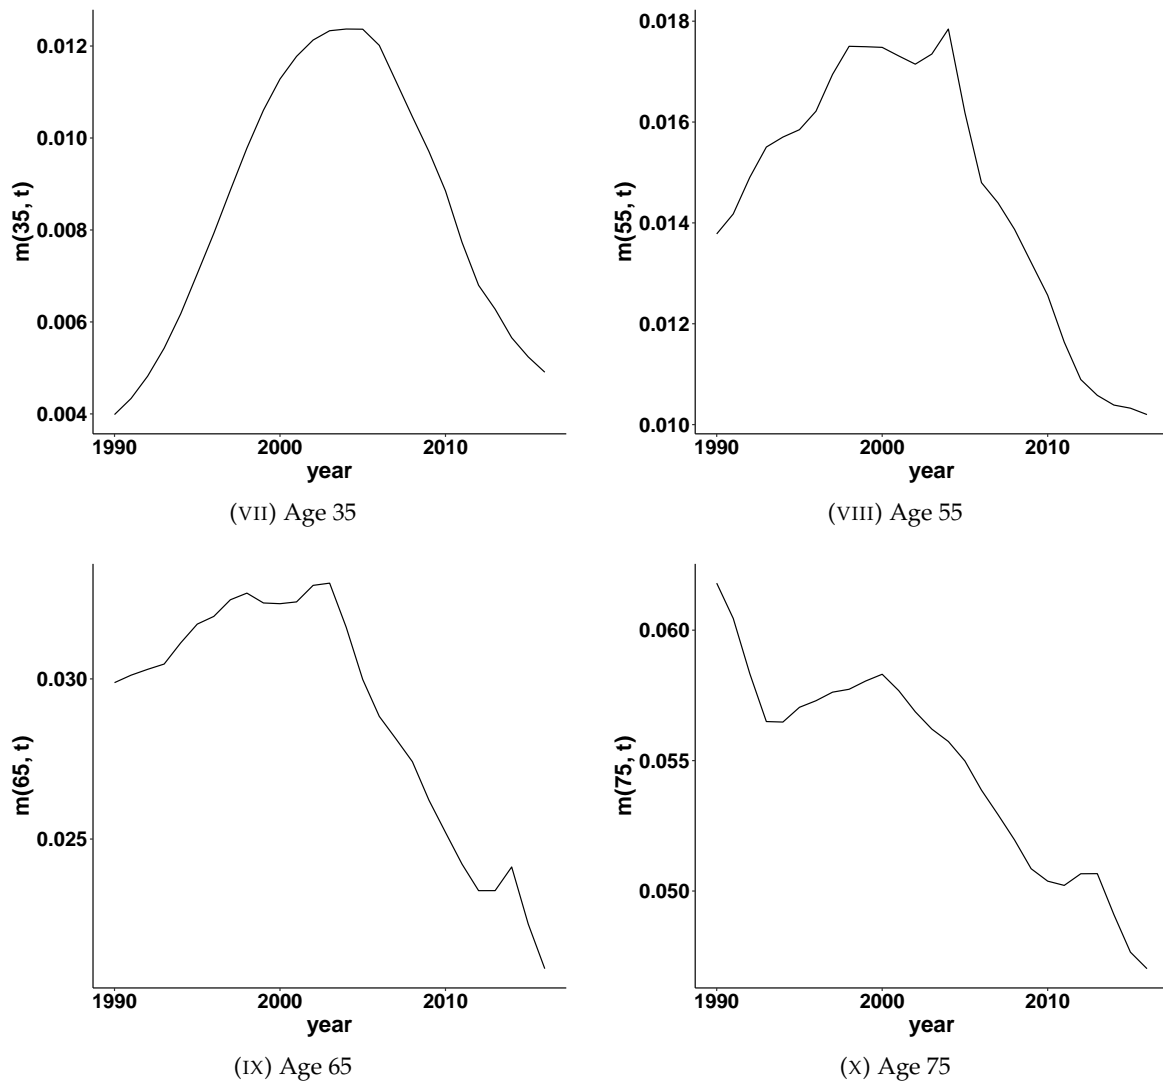 m(35, t)
0.012
0.010
0.008
0.006
0.004
1990 2000 2010
year
(VII) Age 35
m(55, t)
0.018
0.016
0.014
0.012
0.010
1990 2000 2010
year
(VIII) Age 55
m(65, t)
0.030
0.025
1990 2000 2010
year
(IX) Age 65
m(75, t)
0.060
0.055
0.050
1990 2000 2010
year
(X) Age 75